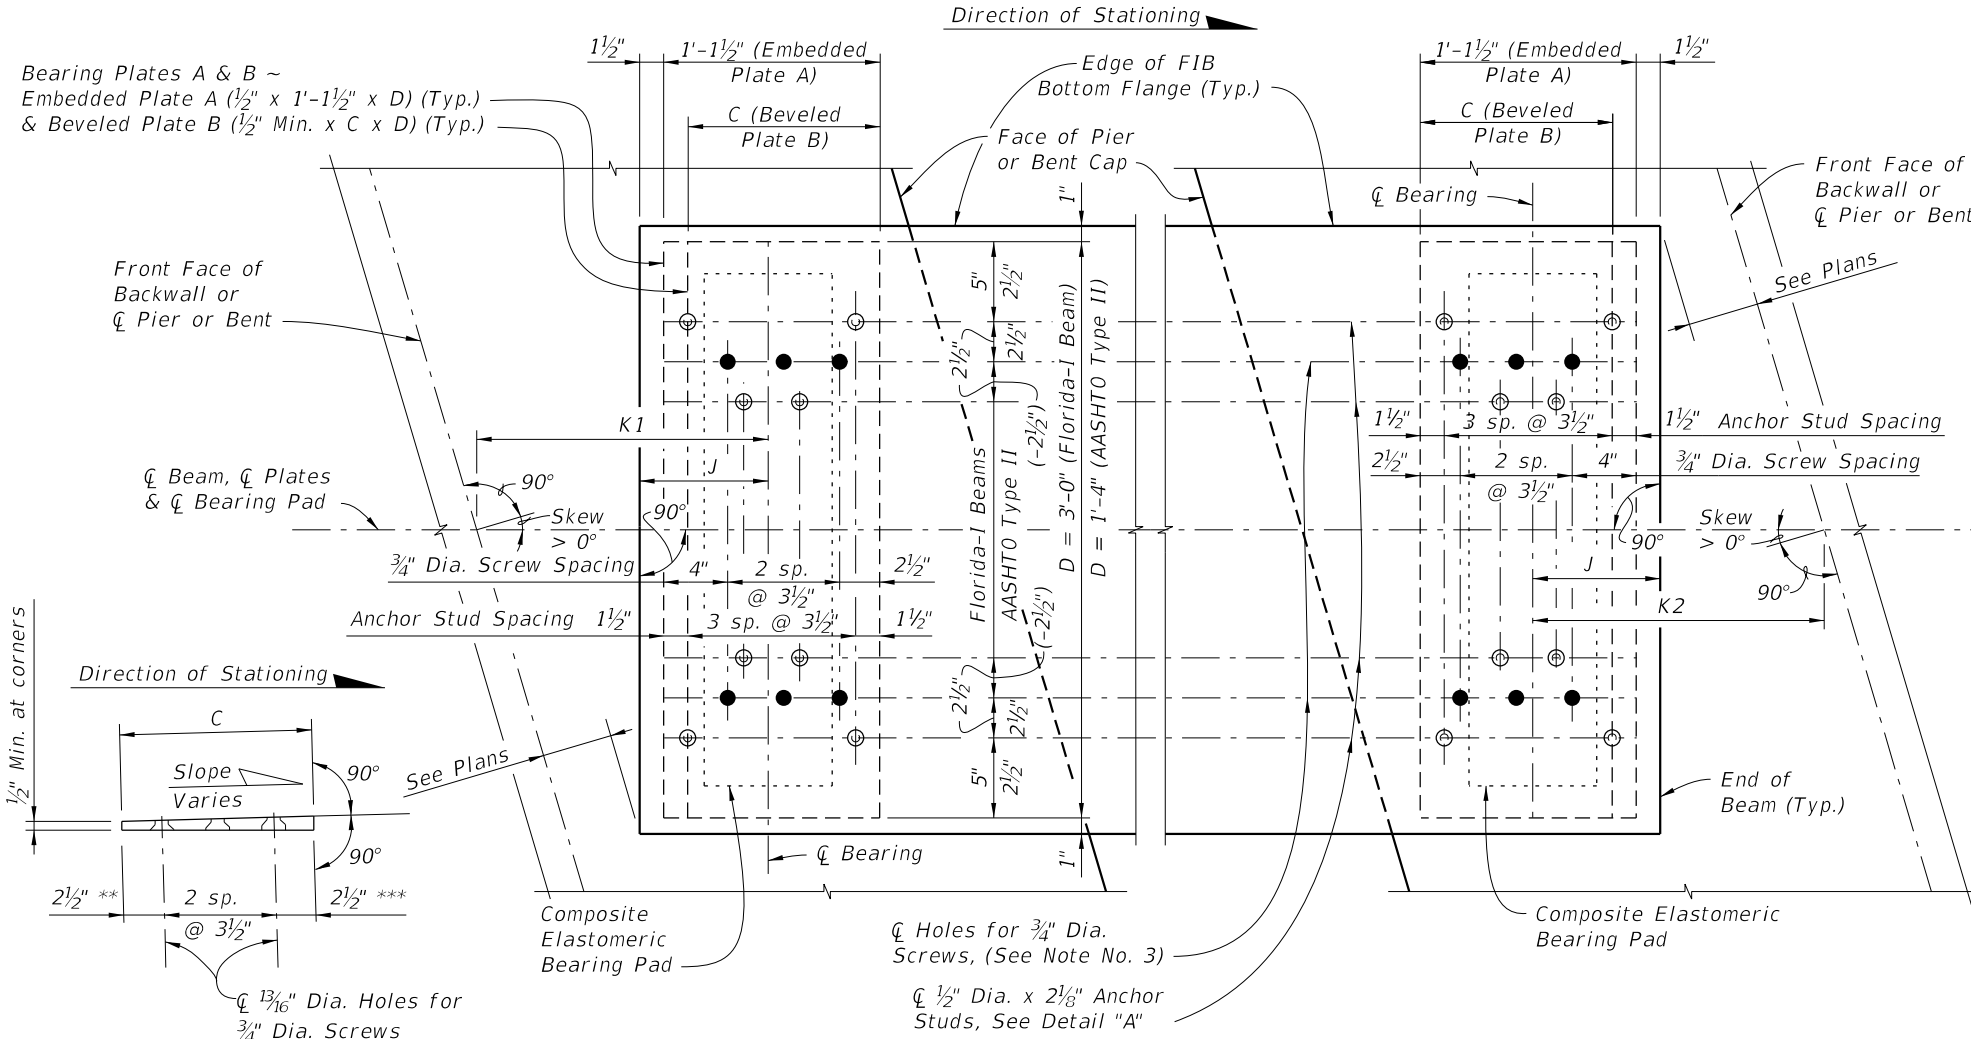 Direction of Stationing
1½"
1'-1½" (Embedded
Plate A)
Edge of FIB
Bottom Flange (Typ.)
1'-1½" (Embedded
Plate A)
1½"
Bearing Plates A & B ~
Embedded Plate A (½" x 1'-1½" x D) (Typ.)
& Beveled Plate B (½" Min. x C x D) (Typ.)
C (Beveled
Plate B)
Face of Pier
or Bent Cap
C (Beveled
Plate B)
Front Face of
Backwall or
℄ Pier or Bent
1"
℄ Bearing
See Plans
Front Face of
Backwall or
℄ Pier or Bent
5"
2½"
2½"
2½"
(-2½")
Florida-I Beams
AASHTO Type II
D = 3'-0" (Florida-I Beam)
D = 1'-4" (AASHTO Type II)
K1
J
1½"
3 sp. @ 3½"
1½" Anchor Stud Spacing
2½"
2 sp.
@ 3½"
4"
¾" Dia. Screw Spacing
℄ Beam, ℄ Plates
& ℄ Bearing Pad
90°
Skew
> 0°
90°
90°
Skew
> 0°
90°
J
K2
¾" Dia. Screw Spacing
4"
2 sp.
@ 3½"
2½"
Anchor Stud Spacing 1½"
3 sp. @ 3½"
1½"
(-2½")
2½"
2½"
5"
2½"
1"
Direction of Stationing
½" Min. at corners
C
Slope
Varies
90°
90°
See Plans
2½" **
2 sp.
@ 3½"
2½" ***
℄ 13/16" Dia. Holes for
¾" Dia. Screws
℄ Bearing
Composite
Elastomeric
Bearing Pad
℄ Holes for ¾" Dia.
Screws, (See Note No. 3)
℄ ½" Dia. x 2⅛" Anchor
Studs, See Detail "A"
End of
Beam (Typ.)
Composite Elastomeric
Bearing Pad